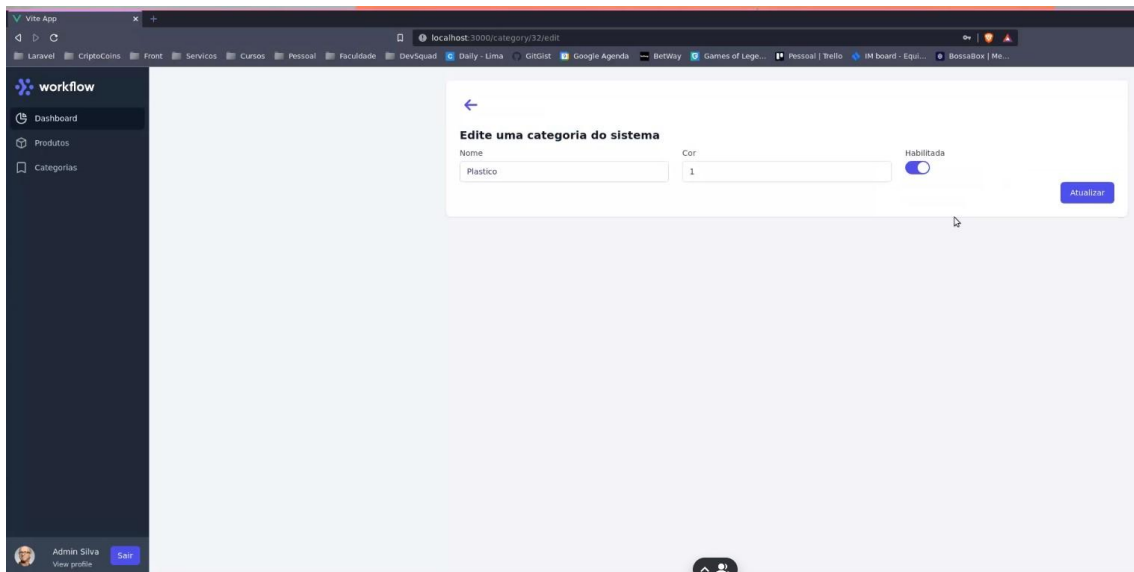 Vite App
localhost:3000/category/32/edit
Laravel CriptoCoins Front Servicos Cursos Pessoal Faculdade DevSquad Daily - Lima GitGist Google Agenda BetWay Games of Lege... Pessoal | Trello IM board - Equi... BossaBox | Me...
workflow
Dashboard
Produtos
Categorias
Edite uma categoria do sistema
Nome Cor Habilitada
Plastico 1
Atualizar
Admin Silva
View profile
Sair